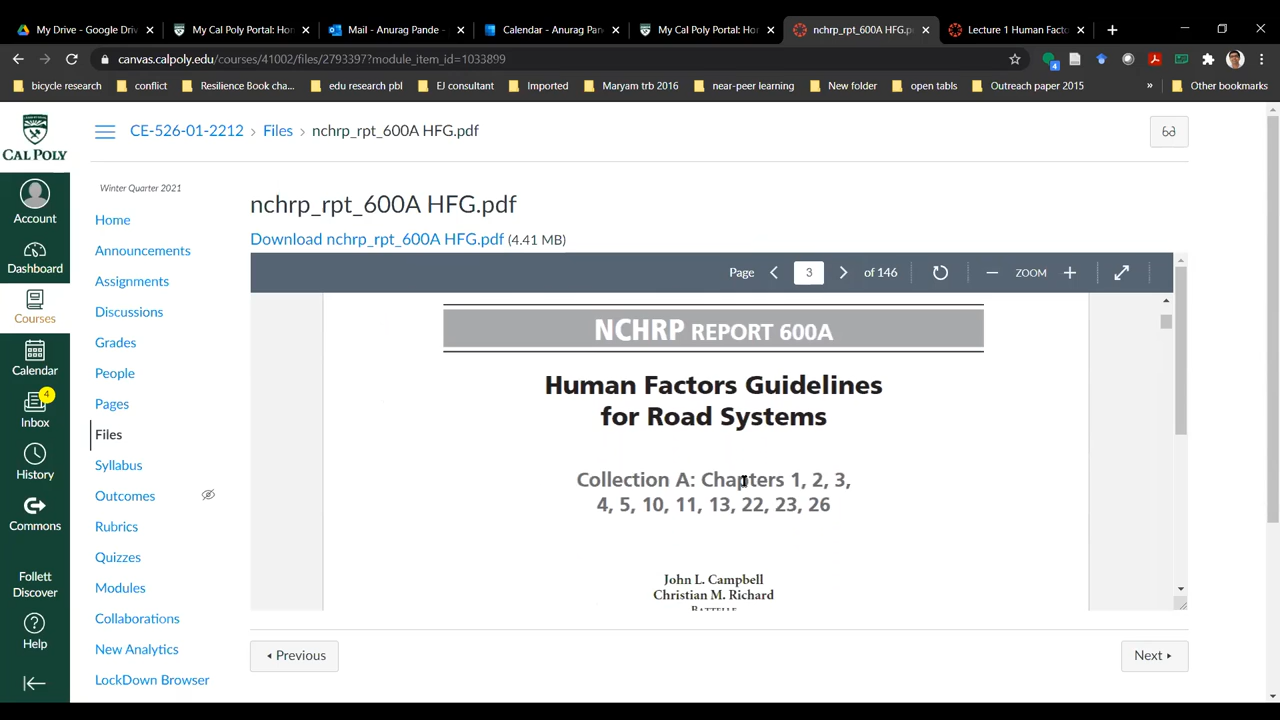 My Drive - Google Driv
My Cal Poly Portal: Hor
Mail - Anurag Pande -
Calendar - Anurag Pan
My Cal Poly Portal: Hor
nchrp_rpt_600A HFG.p
Lecture 1 Human Facto
canvas.calpoly.edu/courses/41002/files/2793397?module_item_id=1033899
4
bicycle research
conflict
Resilience Book cha...
edu research pbl
EJ consultant
Imported
Maryam trb 2016
near-peer learning
New folder
open tabs
Outreach paper 2015
»
Other bookmarks
CAL POLY
Account
Dashboard
Courses
Calendar
4
Inbox
History
Commons
Follett
Discover
Help
CE-526-01-2212 › Files › nchrp_rpt_600A HFG.pdf
Winter Quarter 2021
Home
Announcements
Assignments
Discussions
Grades
People
Pages
Files
Syllabus
Outcomes
Rubrics
Quizzes
Modules
Collaborations
New Analytics
LockDown Browser
nchrp_rpt_600A HFG.pdf
Download nchrp_rpt_600A HFG.pdf (4.41 MB)
Page 3 of 146 ZOOM
NCHRP REPORT 600A
Human Factors Guidelines
for Road Systems
Collection A: Chapters 1, 2, 3,
4, 5, 10, 11, 13, 22, 23, 26
John L. Campbell
Christian M. Richard
BATTELLE
Previous
Next